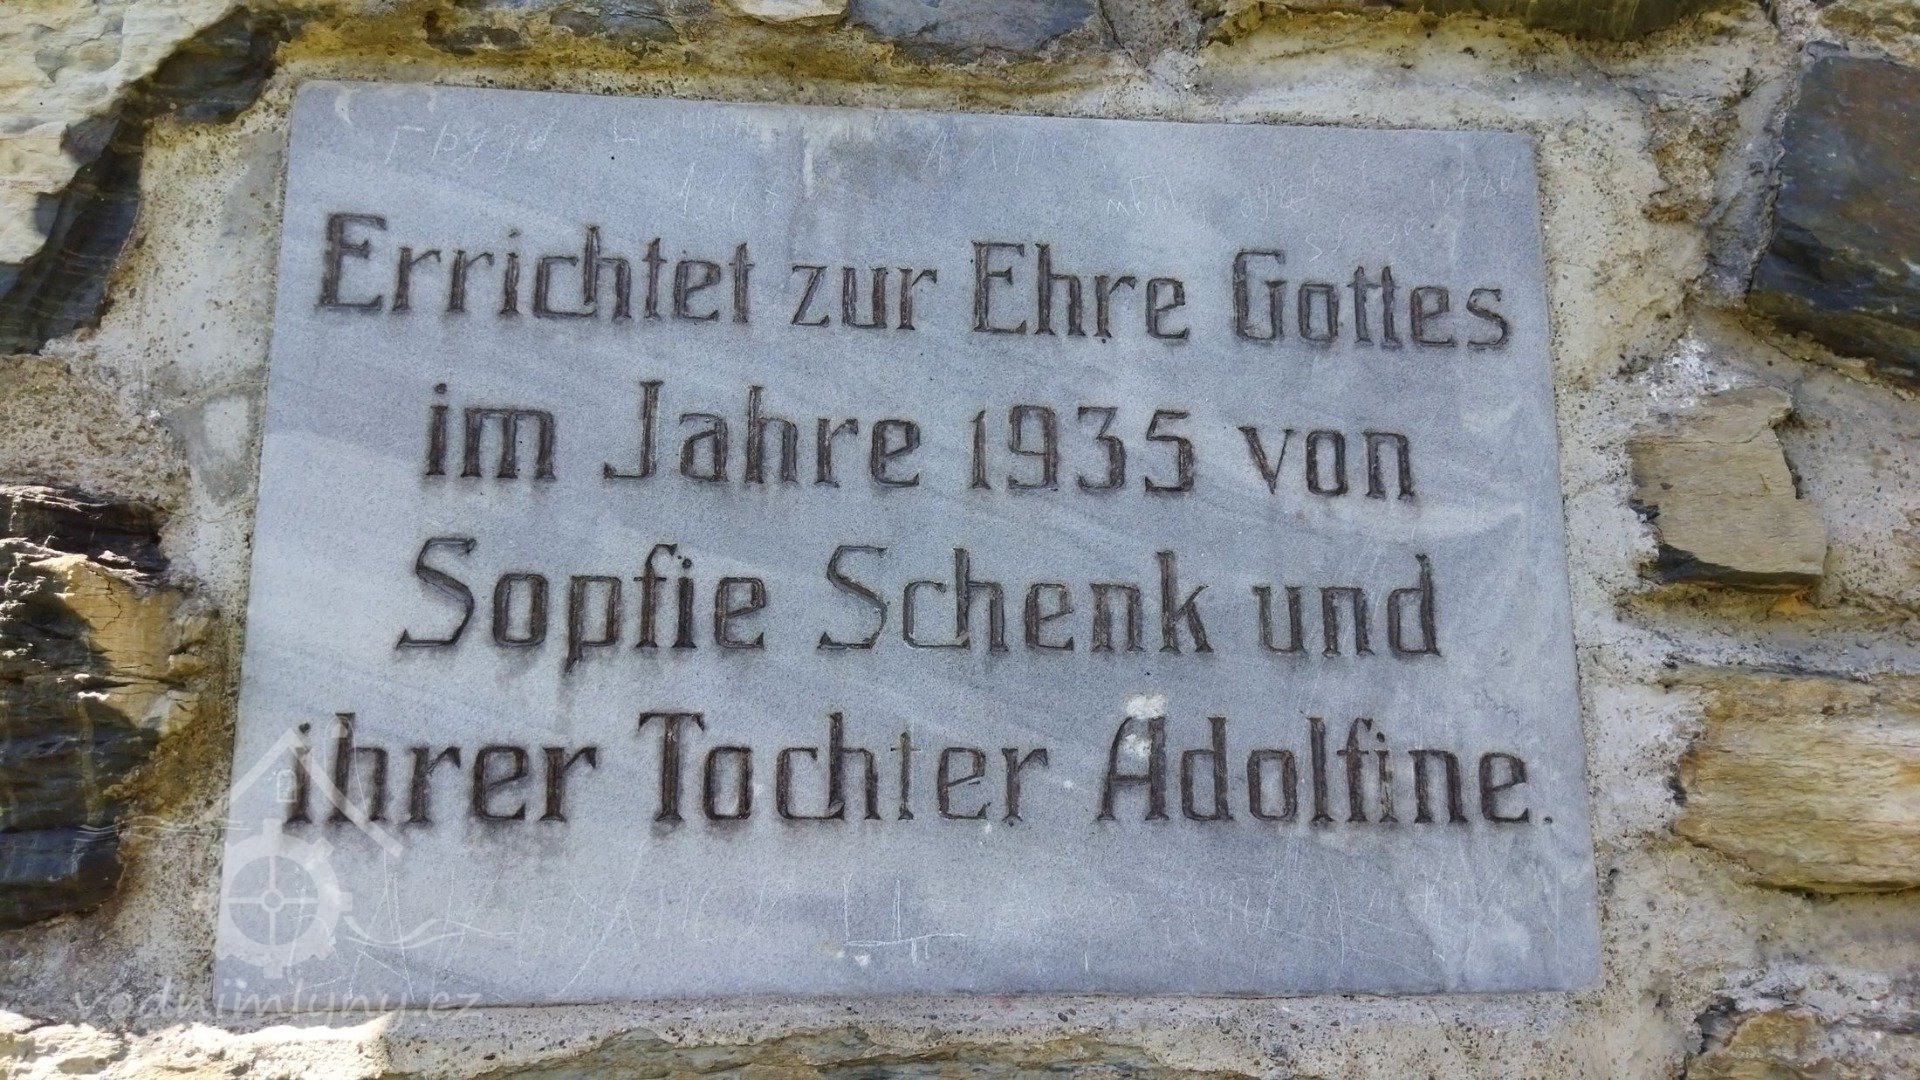 Errichtet zur Ehre Gottes
im Jahre 1935 von
Sopfie Schenk und
ihrer Tochter Adolfine.
vodnimlyny.cz